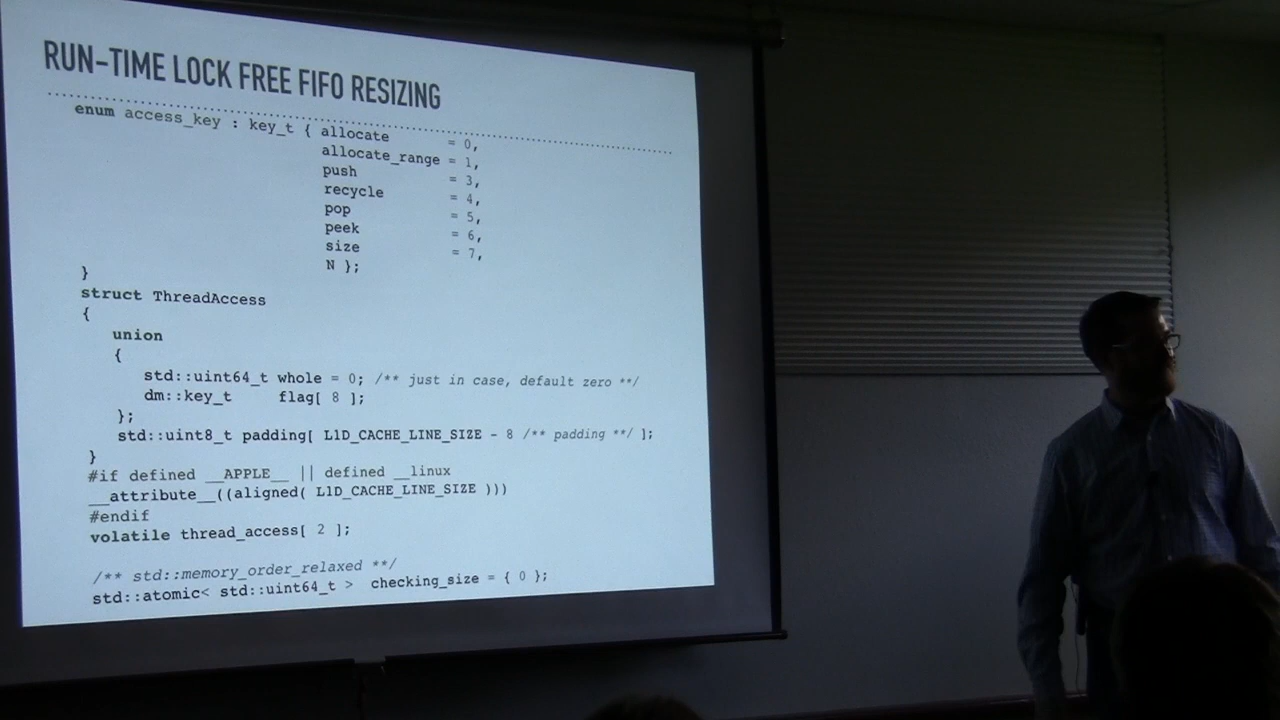 RUN-TIME LOCK FREE FIFO RESIZING
enum access_key : key_t { allocate = 0,
allocate_range = 1,
push = 3,
recycle = 4,
pop = 5,
peek = 6,
size = 7,
N };
}
struct ThreadAccess
{
union
{
std::uint64_t whole = 0; /** just in case, default zero **/
dm::key_t flag[ 8 ];
};
std::uint8_t padding[ L1D_CACHE_LINE_SIZE - 8 /** padding **/ ];
}
#if defined __APPLE__ || defined __linux
__attribute__((aligned( L1D_CACHE_LINE_SIZE )))
#endif
volatile thread_access[ 2 ];
/** std::memory_order_relaxed **/
std::atomic< std::uint64_t > checking_size = { 0 };